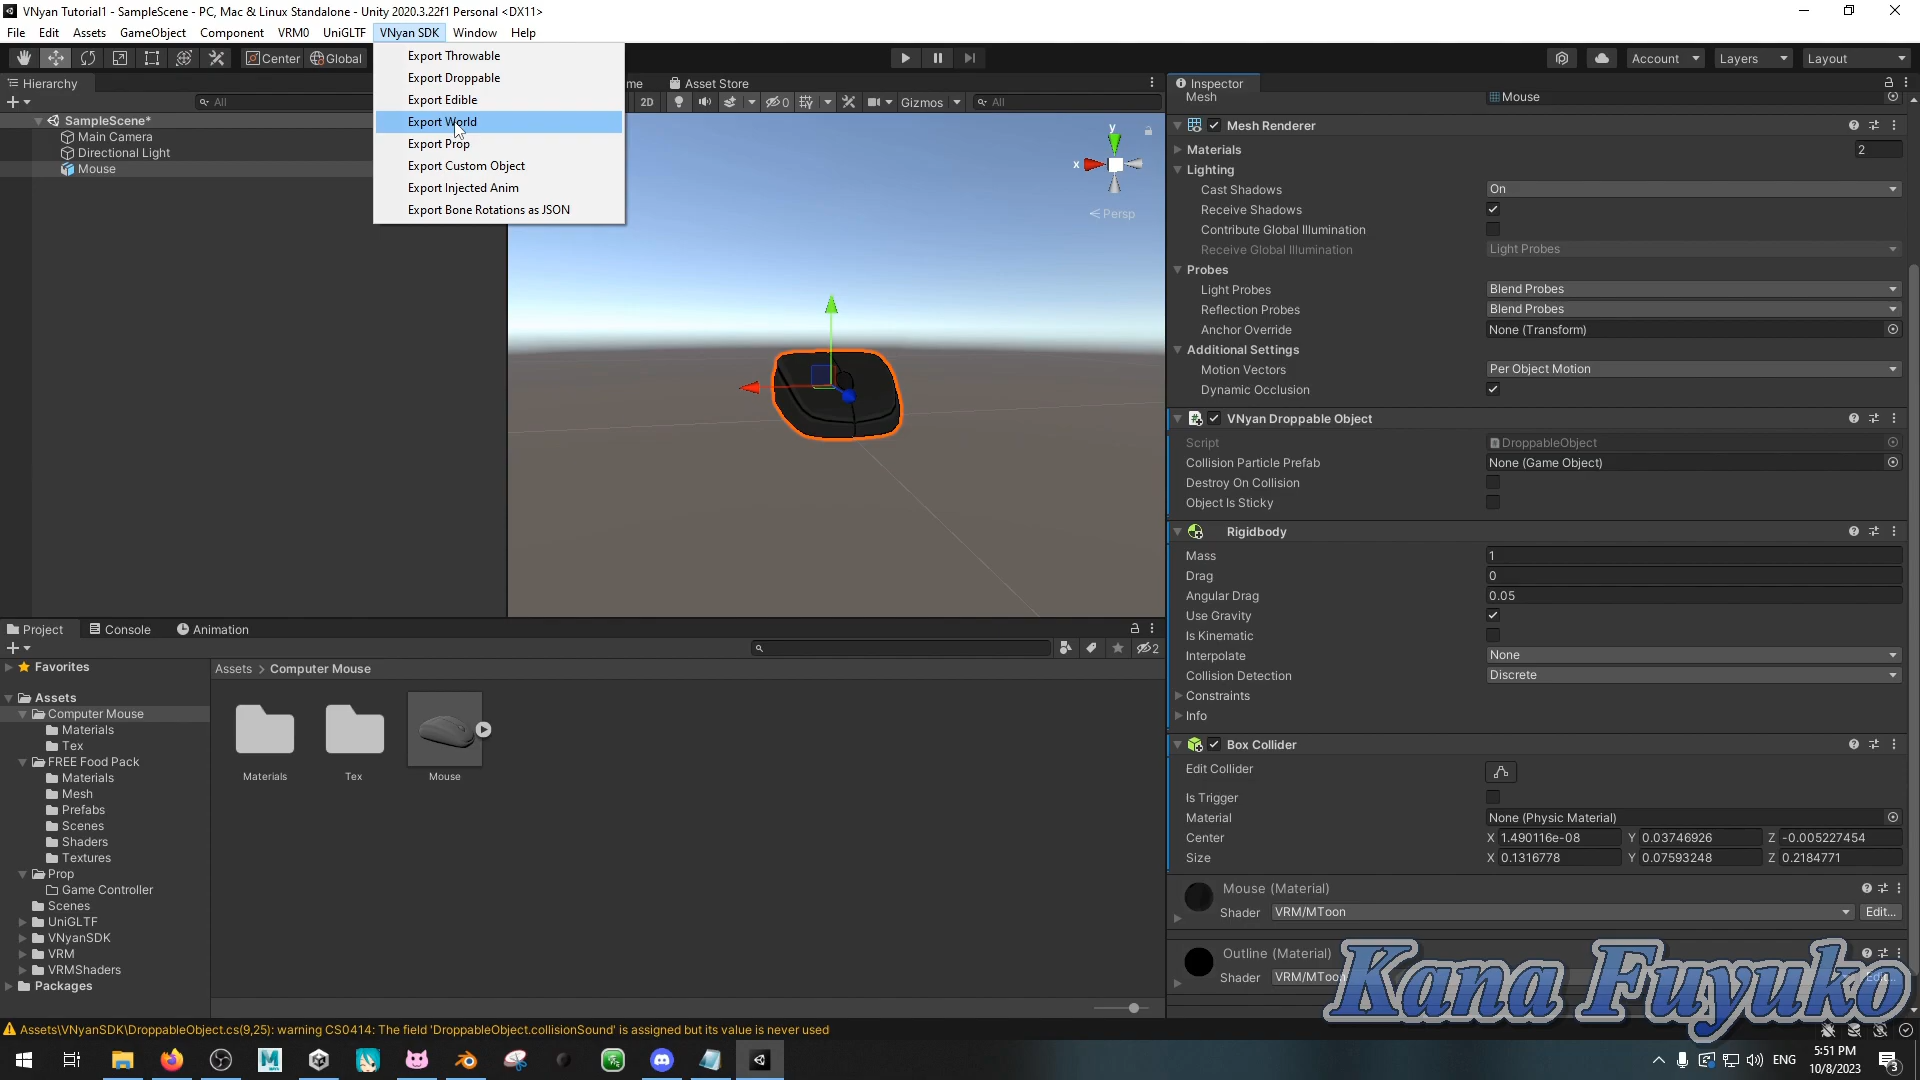 VNyan Tutorial1 - SampleScene - PC, Mac & Linux Standalone - Unity 2020.3.22f1 Personal <DX11>
File Edit Assets GameObject Component VRM0 UniGLTF VNyan SDK Window Help
Center Global Account Layers Layout
Export Throwable
Export Droppable
Export Edible
Export World
Export Prop
Export Custom Object
Export Injected Anim
Export Bone Rotations as JSON
Hierarchy
All
SampleScene*
Main Camera
Directional Light
Mouse
me Asset Store
2D 0 Gizmos All
y
x
Persp
Inspector
Mesh Mouse
Mesh Renderer
Materials 2
Lighting
Cast Shadows On
Receive Shadows
Contribute Global Illumination
Receive Global Illumination Light Probes
Probes
Light Probes Blend Probes
Reflection Probes Blend Probes
Anchor Override None (Transform)
Additional Settings
Motion Vectors Per Object Motion
Dynamic Occlusion
VNyan Droppable Object
Script DroppableObject
Collision Particle Prefab None (Game Object)
Destroy On Collision
Object Is Sticky
Rigidbody
Mass 1
Drag 0
Angular Drag 0.05
Use Gravity
Is Kinematic
Interpolate None
Collision Detection Discrete
Constraints
Info
Box Collider
Edit Collider
Is Trigger
Material None (Physic Material)
Center X 1.490116e-08 Y 0.03746926 Z -0.005227454
Size X 0.1316778 Y 0.07593248 Z 0.2184771
Mouse (Material)
Shader VRM/MToon Edit...
Outline (Material)
Shader VRM/MToon
Kana Fuyuko
Project Console Animation
2
Favorites
Assets
Computer Mouse
Materials
Tex
FREE Food Pack
Materials
Mesh
Prefabs
Scenes
Shaders
Textures
Prop
Game Controller
Scenes
UniGLTF
VNyanSDK
VRM
VRMShaders
Packages
Assets > Computer Mouse
Materials Tex Mouse
Assets\VNyanSDK\DroppableObject.cs(9,25): warning CS0414: The field 'DroppableObject.collisionSound' is assigned but its value is never used
ENG
5:51 PM
10/8/2023
3